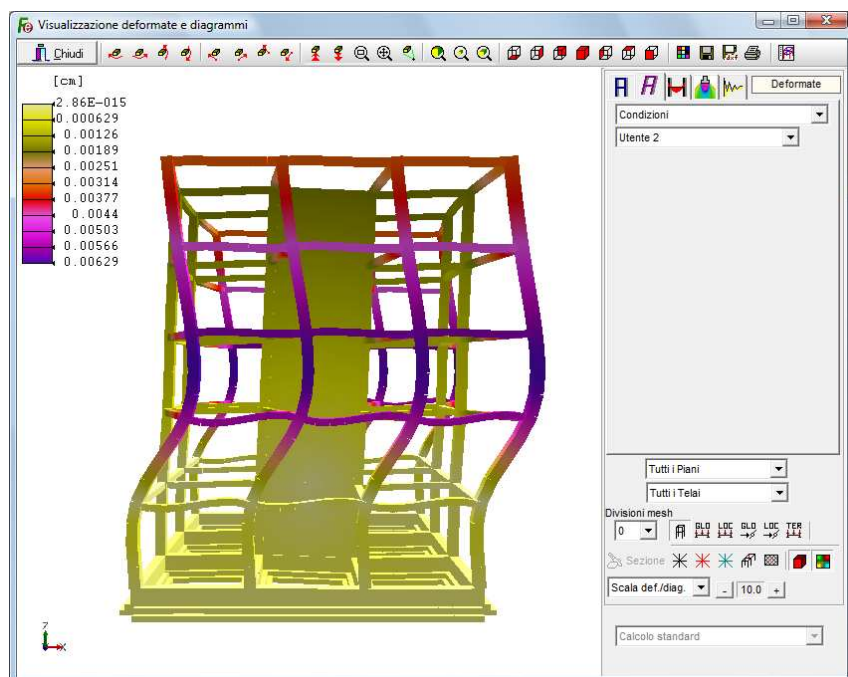 Visualizzazione deformate e diagrammi
Chiudi
[cm]
2.86E-015
0.000629
0.00126
0.00189
0.00251
0.00314
0.00377
0.0044
0.00503
0.00566
0.00629
Deformate
Condizioni
Utente 2
Tutti i Piani
Tutti i Telai
Divisioni mesh
0
GLO LOC GLO LOC TER
Sezione
Scala def./diag. - 10.0 +
Calcolo standard
Z
X